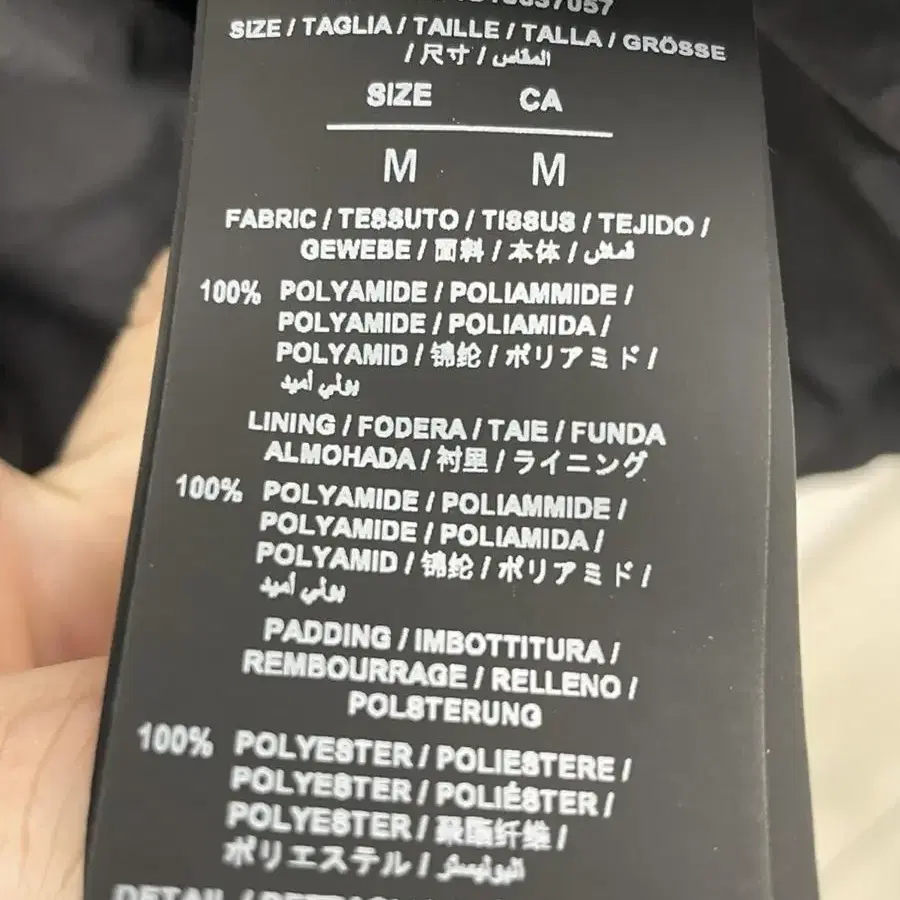 SIZE / TAGLIA / TAILLE / TALLA / GRÖSSE
/ 尺寸 / المقاس
SIZE CA
M M
FABRIC / TESSUTO / TISSUS / TEJIDO /
GEWEBE / 面料 / 本体 / قماش
100% POLYAMIDE / POLIAMMIDE /
POLYAMIDE / POLIAMIDA /
POLYAMID / 锦纶 / ポリアミド /
بولي أميد
LINING / FODERA / TAIE / FUNDA
ALMOHADA / 衬里 / ライニング
100% POLYAMIDE / POLIAMMIDE /
POLYAMIDE / POLIAMIDA /
POLYAMID / 锦纶 / ポリアミド /
بولي أميد
PADDING / IMBOTTITURA /
REMBOURRAGE / RELLENO /
POLSTERUNG
100% POLYESTER / POLIESTERE /
POLYESTER / POLIÉSTER /
POLYESTER / 聚酯纤维 /
ポリエステル / البوليستر
DETAIL /